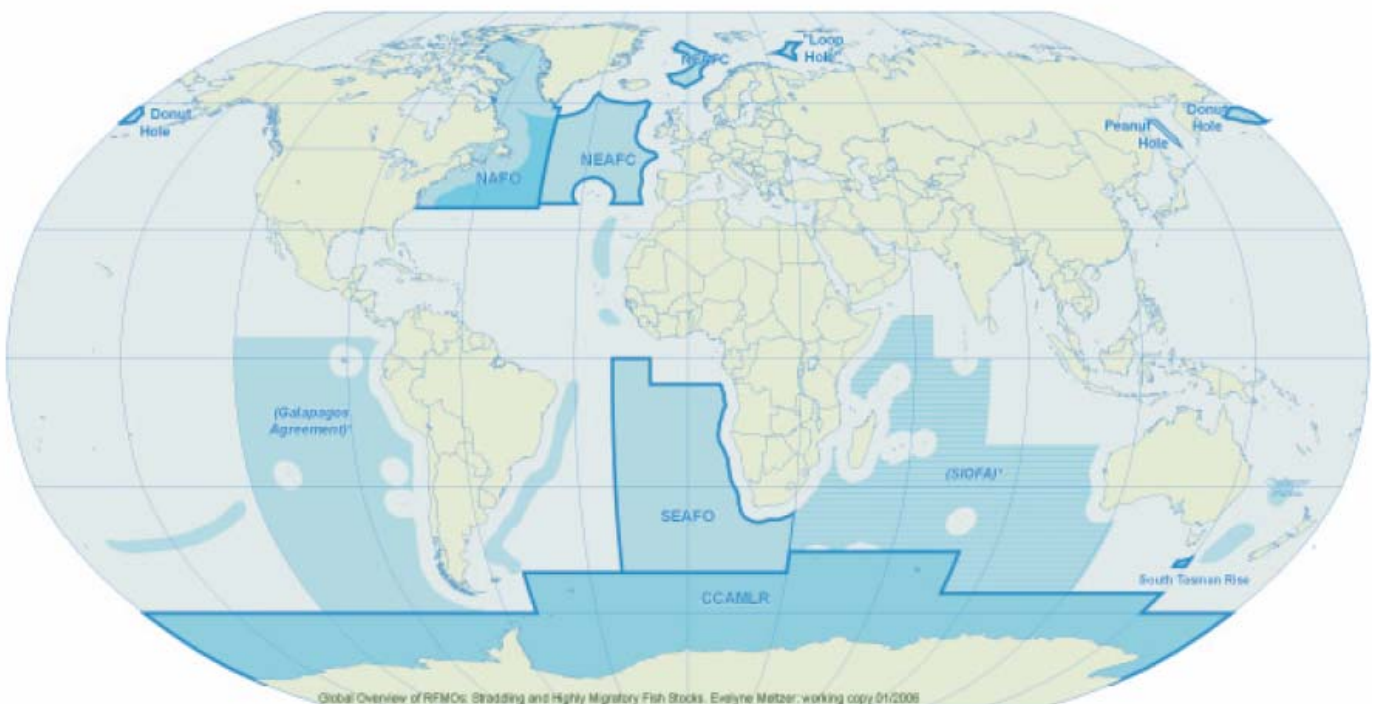 "Loop
Hole"
NEAFC
Donut
Hole
Donut
Hole
Peanut
Hole
NEAFC
NAFO
(Galapagos
Agreement)¹
(SIOFA)¹
SEAFO
South Tasman Rise
CCAMLR
Global Overview of RFMOs: Straddling and Highly Migratory Fish Stocks. Evelyne Meltzer: working copy 01/2006